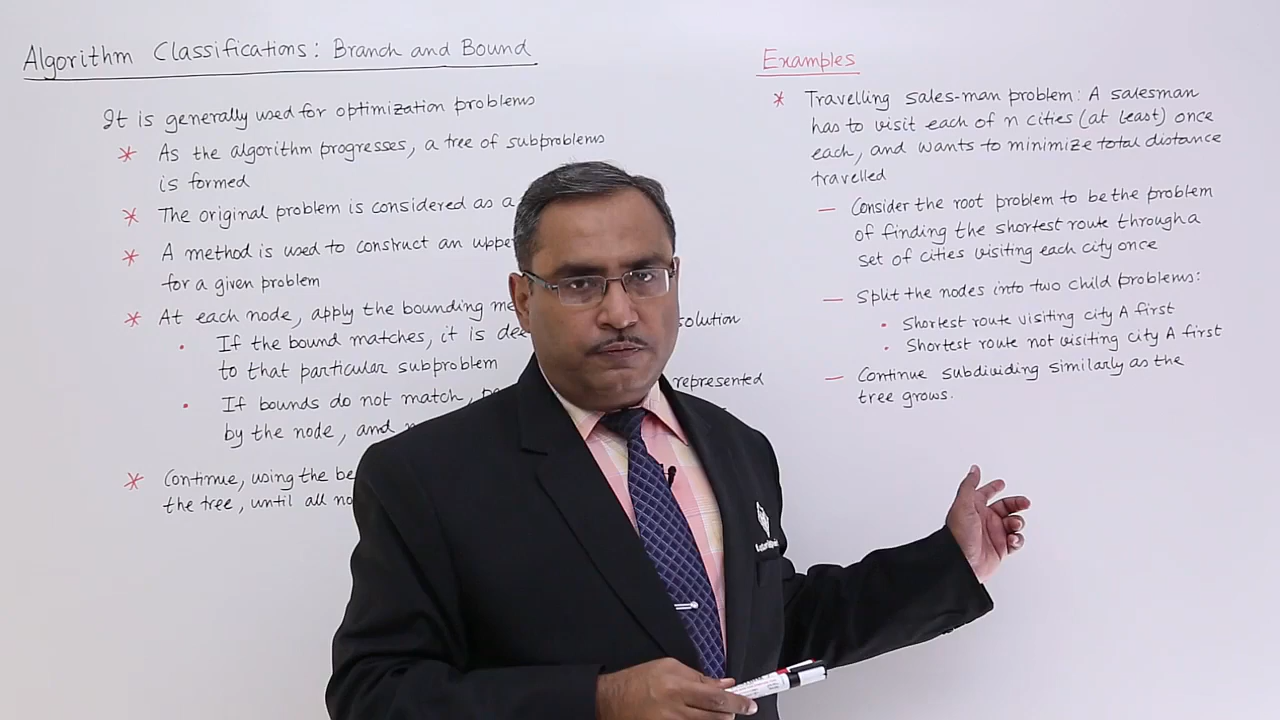 Algorithm Classifications: Branch and Bound
It is generally used for optimization problems
* As the algorithm progresses, a tree of subproblems
is formed
* The original problem is considered as a
* A method is used to construct an
for a given problem
* At each node, apply the bounding
• If the bound matches, it is solution
to that particular subproblem
• If bounds do not match, represented
by the node, and
* Continue, using the
the tree, until all
Examples
* Travelling sales-man problem: A salesman
has to visit each of n cities (at least) once
each, and wants to minimize total distance
travelled
— Consider the root problem to be the problem
of finding the shortest route through a
set of cities visiting each city once
— Split the nodes into two child problems:
• Shortest route visiting city A first
• Shortest route not visiting city A first
— Continue subdividing similarly as the
tree grows.